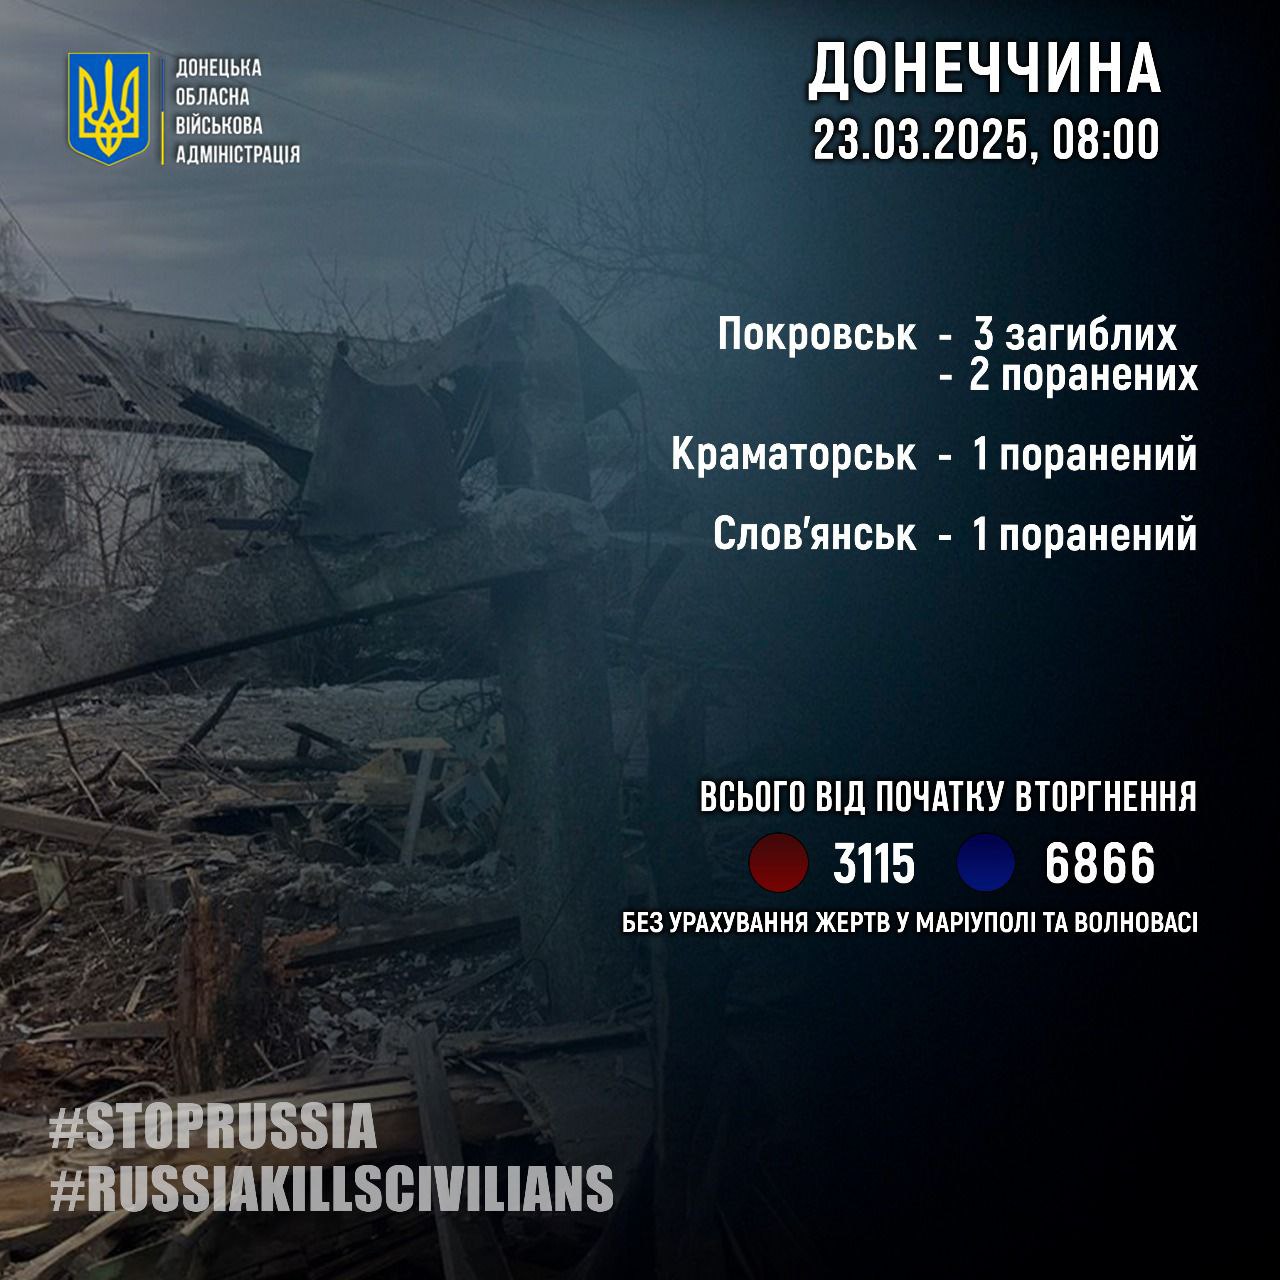 ДОНЕЦЬКА
ОБЛАСНА
ВІЙСЬКОВА
АДМІНІСТРАЦІЯ
ДОНЕЧЧИНА
23.03.2025, 08:00
Покровськ - 3 загиблих
- 2 поранених
Краматорськ - 1 поранений
Слов'янськ - 1 поранений
ВСЬОГО ВІД ПОЧАТКУ ВТОРГНЕННЯ
3115 6866
БЕЗ УРАХУВАННЯ ЖЕРТВ У МАРІУПОЛІ ТА ВОЛНОВАСІ
#STOPRUSSIA
#RUSSIAKILLSCIVILIANS